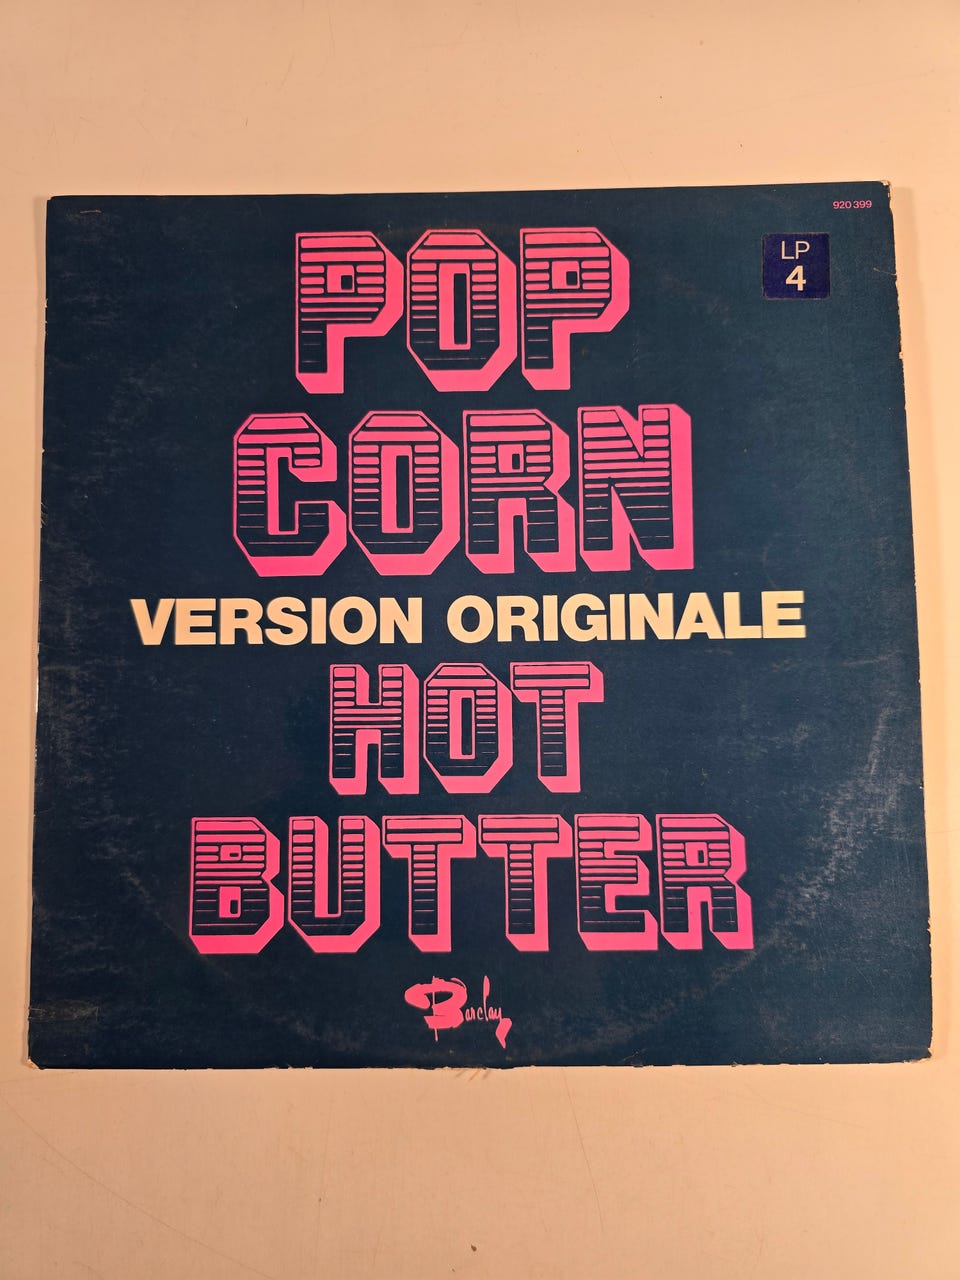 920 399
LP
4
POP
CORN
VERSION ORIGINALE
HOT
BUTTER
Barclay